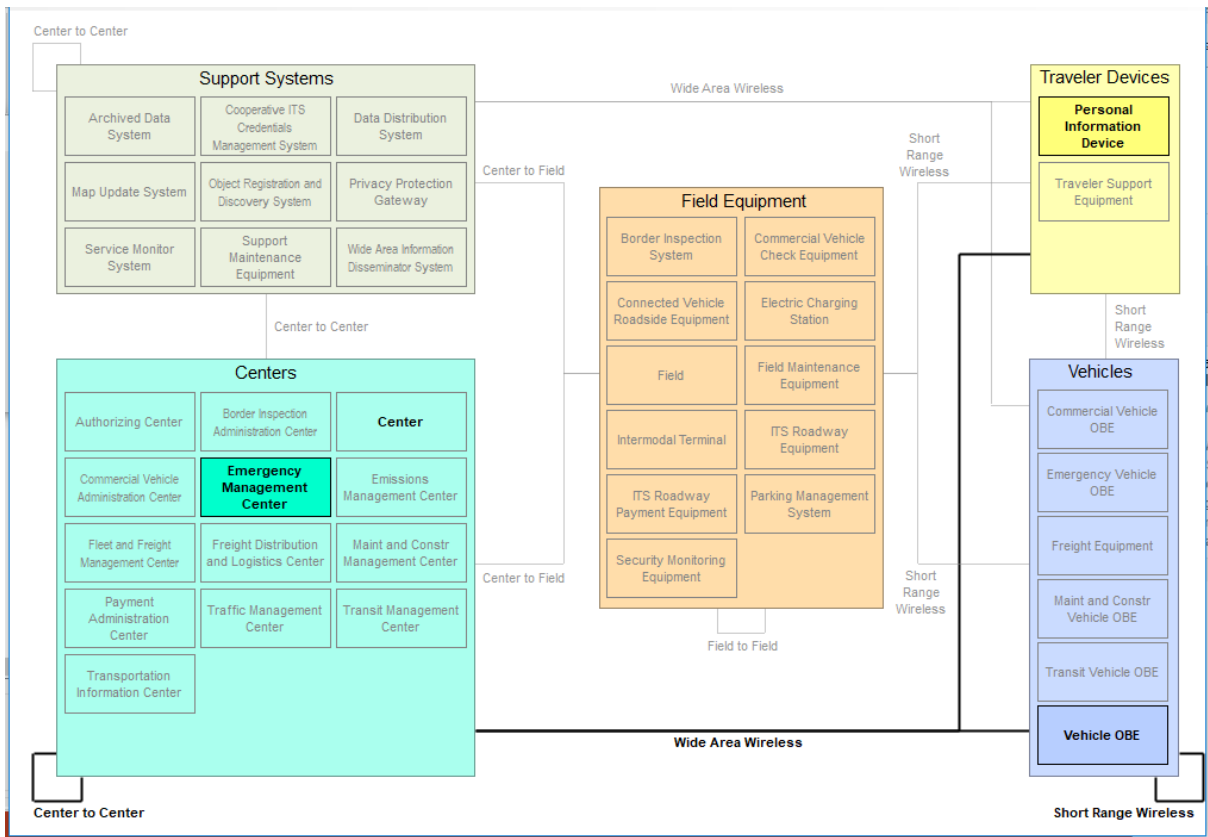 Center to Center
Support Systems
Archived Data
System
Cooperative ITS
Credentials
Management System
Data Distribution
System
Map Update System
Object Registration and
Discovery System
Privacy Protection
Gateway
Service Monitor
System
Support
Maintenance
Equipment
Wide Area Information
Disseminator System
Wide Area Wireless
Center to Field
Short
Range
Wireless
Traveler Devices
Personal
Information
Device
Traveler Support
Equipment
Field Equipment
Border Inspection
System
Commercial Vehicle
Check Equipment
Connected Vehicle
Roadside Equipment
Electric Charging
Station
Field
Field Maintenance
Equipment
Intermodal Terminal
ITS Roadway
Equipment
ITS Roadway
Payment Equipment
Parking Management
System
Security Monitoring
Equipment
Center to Center
Short
Range
Wireless
Centers
Authorizing Center
Border Inspection
Administration Center
Center
Commercial Vehicle
Administration Center
Emergency
Management
Center
Emissions
Management Center
Fleet and Freight
Management Center
Freight Distribution
and Logistics Center
Maint and Constr
Management Center
Payment
Administration
Center
Traffic Management
Center
Transit Management
Center
Transportation
Information Center
Center to Field
Short
Range
Wireless
Field to Field
Vehicles
Commercial Vehicle
OBE
Emergency Vehicle
OBE
Freight Equipment
Maint and Constr
Vehicle OBE
Transit Vehicle OBE
Vehicle OBE
Wide Area Wireless
Center to Center
Short Range Wireless